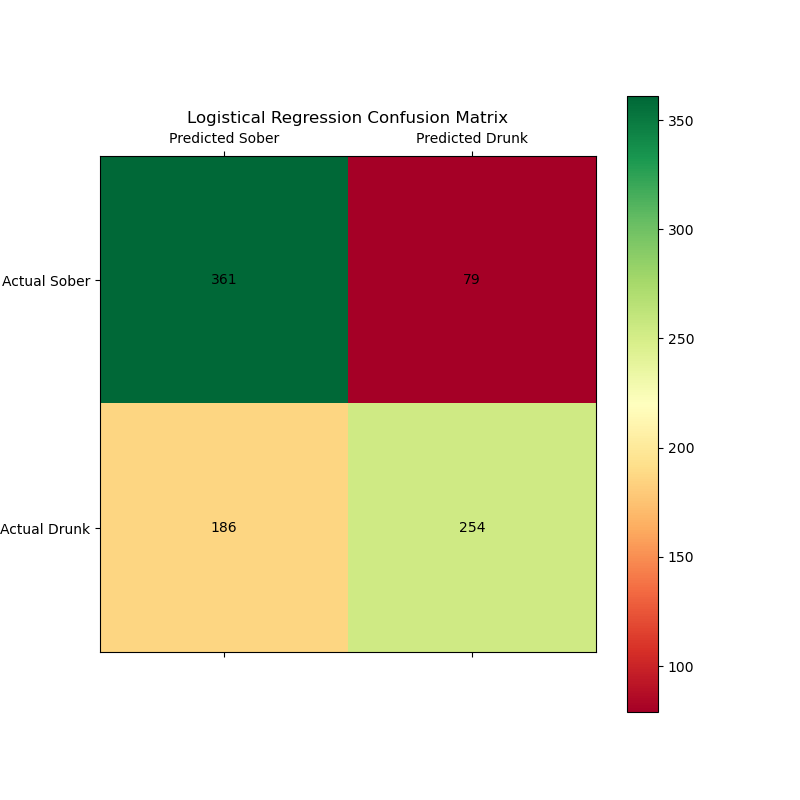 Logistical Regression Confusion Matrix
Predicted Sober Predicted Drunk
Actual Sober 361 79
Actual Drunk 186 254
350
300
250
200
150
100